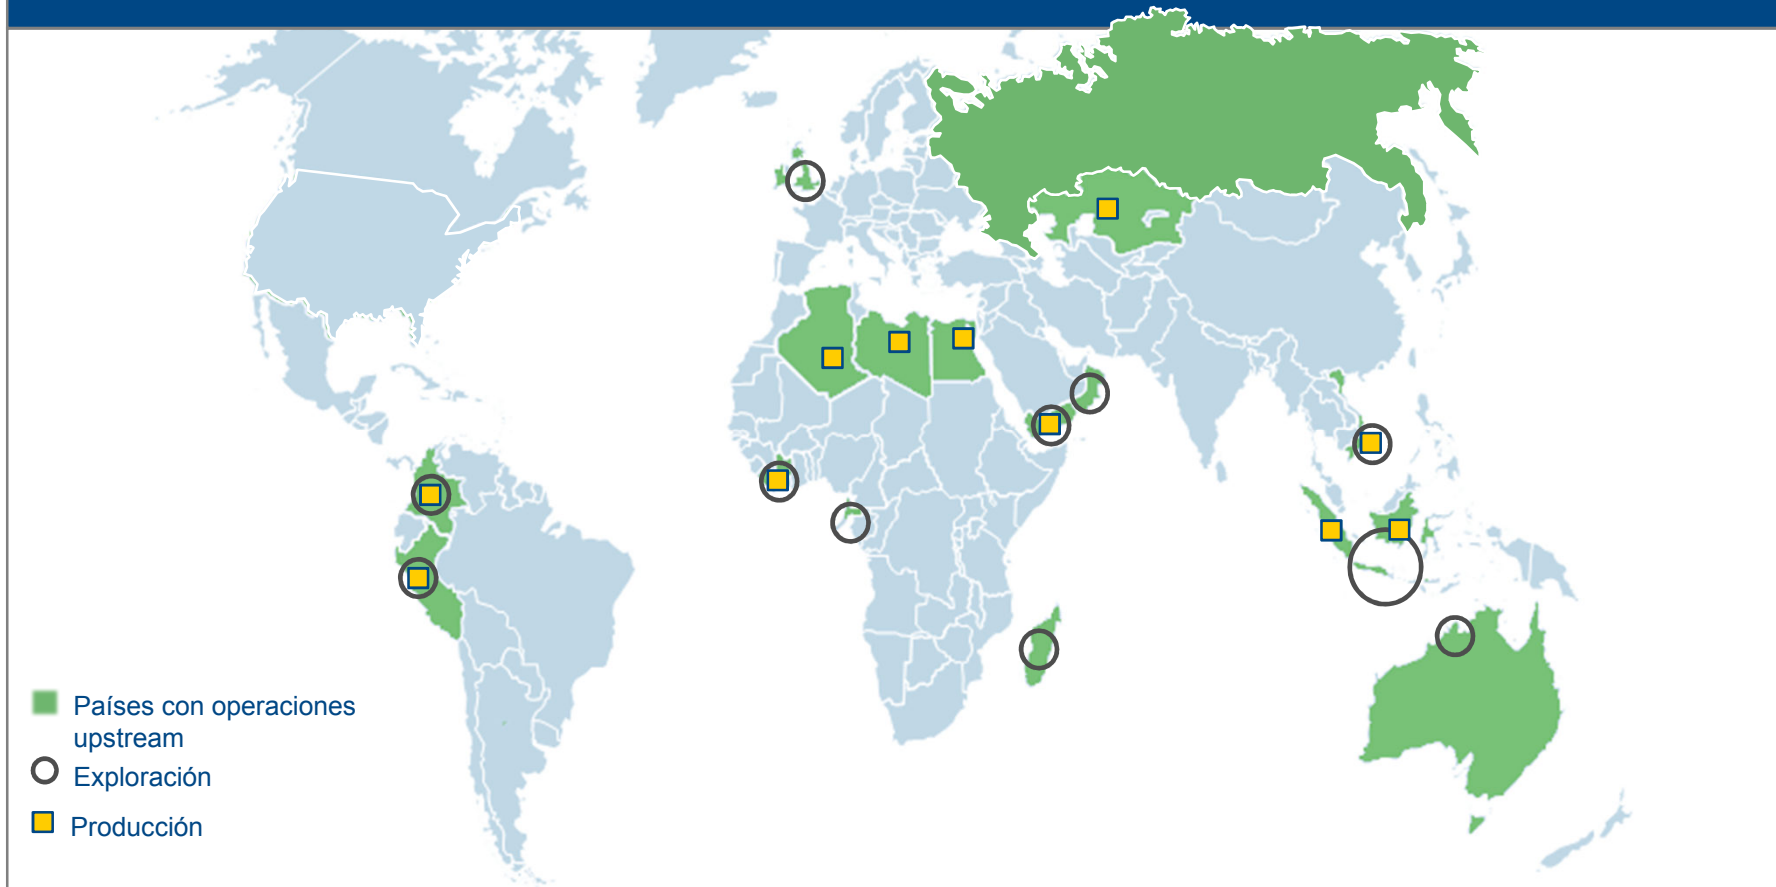 Países con operaciones
upstream
Exploración
Producción